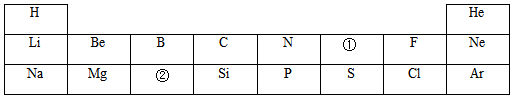 H He
Li Be B C N ① F Ne
Na Mg ② Si P S Cl Ar